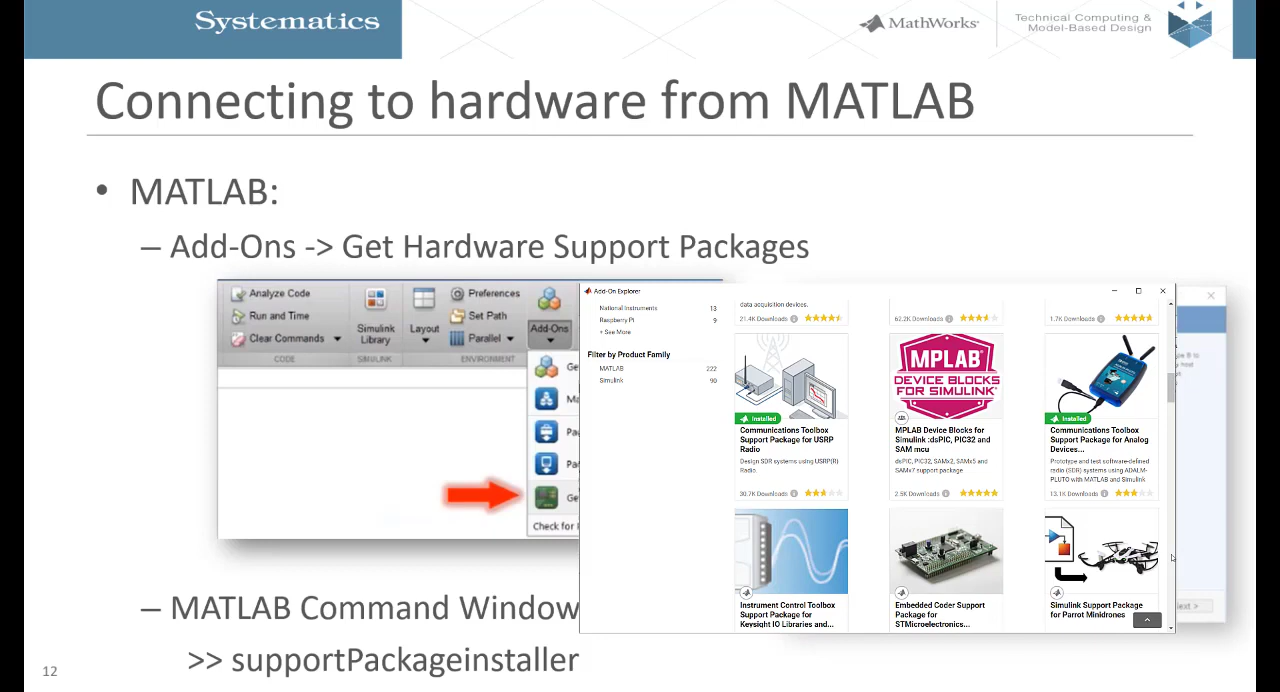 Systematics
MathWorks®
Technical Computing &
Model-Based Design
Connecting to hardware from MATLAB
• MATLAB:
– Add-Ons -> Get Hardware Support Packages
Analyze Code
Run and Time
Clear Commands
CODE
Simulink
Library
SIMULINK
Layout
Preferences
Set Path
Parallel
ENVIRONMENT
Add-Ons
Ge
Ma
Pac
Pa
Ge
Check for
Add-On Explorer
National Instruments 13
Raspberry Pi 9
+ See More
Filter by Product Family
MATLAB 222
Simulink 90
data acquisition devices.
21.4K Downloads
62.2K Downloads
1.7K Downloads
Installed
Communications Toolbox
Support Package for USRP
Radio
Design SDR systems using USRP(R)
Radio.
30.7K Downloads
MPLAB
DEVICE BLOCKS
FOR SIMULINK®
MPLAB Device Blocks for
Simulink :dsPIC, PIC32 and
SAM mcu
dsPIC, PIC32, SAMx2, SAMx5 and
SAMx7 support package
2.5K Downloads
Installed
Communications Toolbox
Support Package for Analog
Devices...
Prototype and test software-defined
radio (SDR) systems using ADALM-
PLUTO with MATLAB and Simulink
13.1K Downloads
Instrument Control Toolbox
Support Package for
Keysight IO Libraries and...
Embedded Coder Support
Package for
STMicroelectronics...
Simulink Support Package
for Parrot Minidrones
ext >
– MATLAB Command Window
>> supportPackageinstaller
12